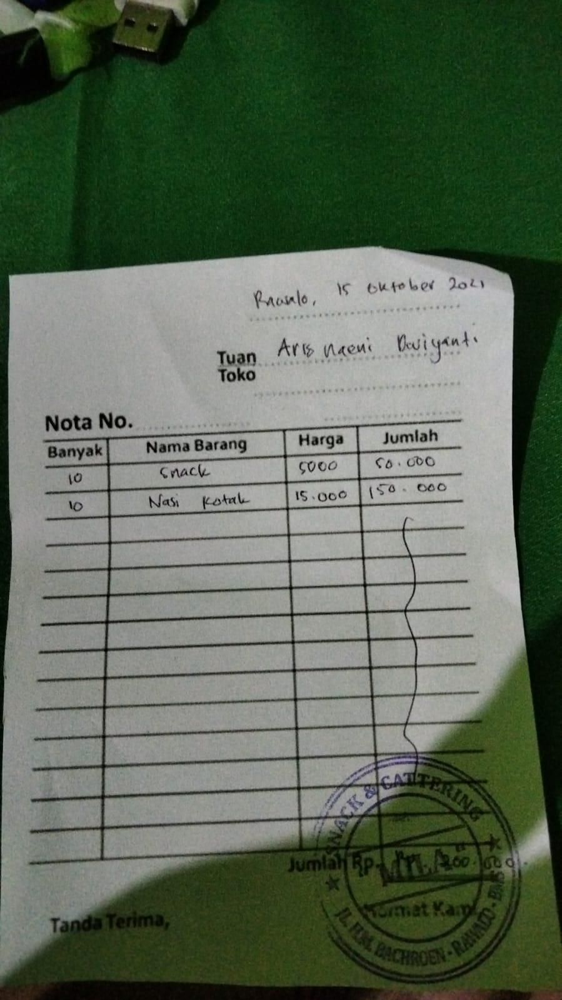 Rawalo, 15 Oktober 2021
Tuan Aris Naeni Dwiyanti
Toko
Nota No.
Banyak Nama Barang Harga Jumlah
10 Snack 5000 50.000
10 Nasi Kotak 15.000 150.000
Jumlah Rp. 200.000
Tanda Terima, Hormat Kami
SNACK & CATTERING
JL. H.M. BACHROEN - RAWALO - BMS